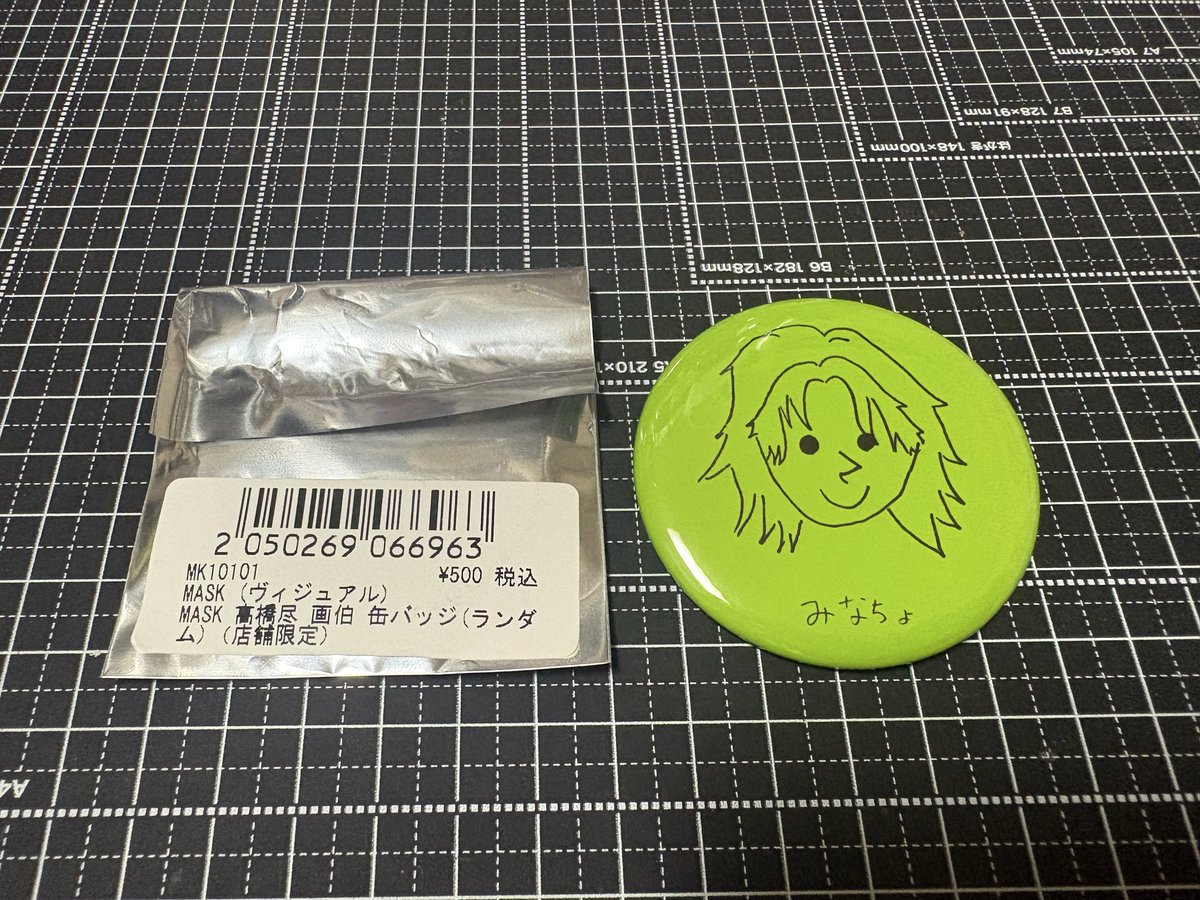 A7 105×74mm
B7 128×91mm
はがき 148×100mm
B6 182×128mm
2 050269 066963
MK10101 ¥500 税込
MASK (ヴィジュアル)
MASK 高橋尽 画伯 缶バッジ(ランダ
ム) (店舗限定)
みなちょ
A4